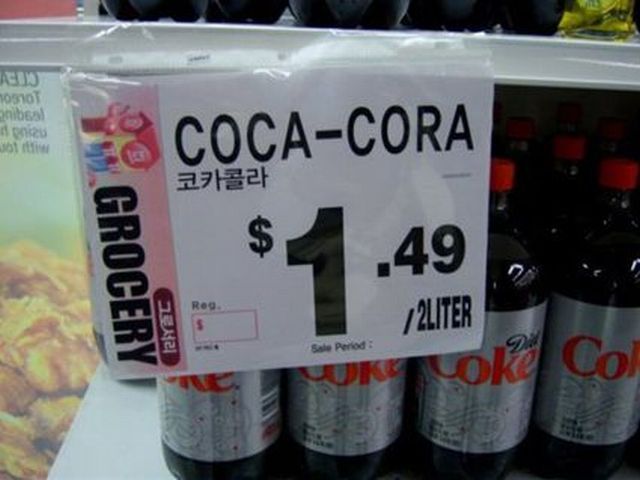 COCA-CORA
코카콜라
$1.49
/2LITER
Reg.
$
Sale Period :
GROCERY
그로서리
Coke
Coke
Diet
Coke
Coke